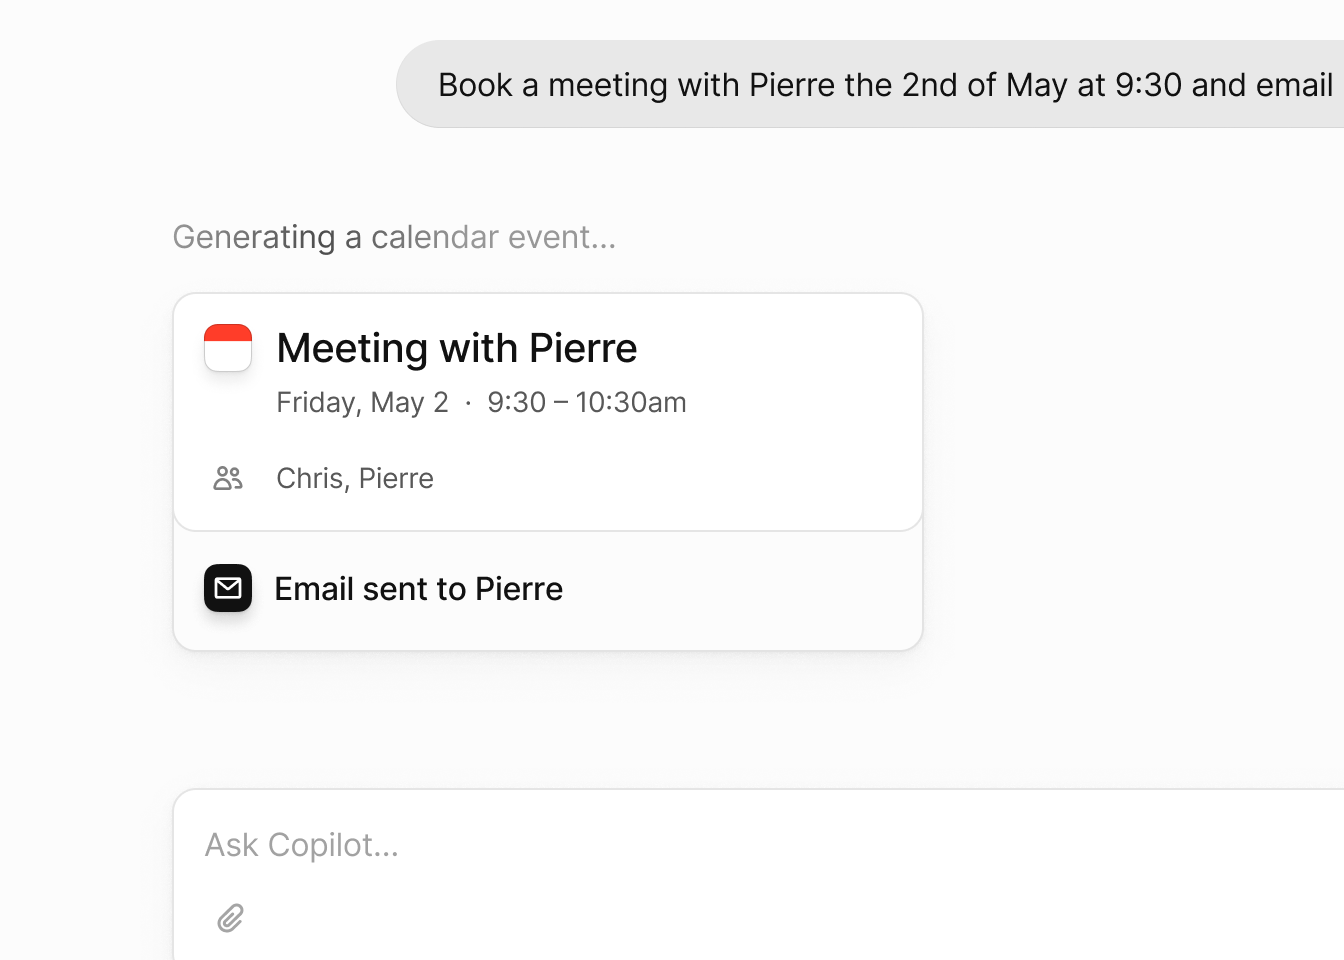 Book a meeting with Pierre the 2nd of May at 9:30 and email
Generating a calendar event...
Meeting with Pierre
Friday, May 2 · 9:30 – 10:30am
Chris, Pierre
Email sent to Pierre
Ask Copilot...